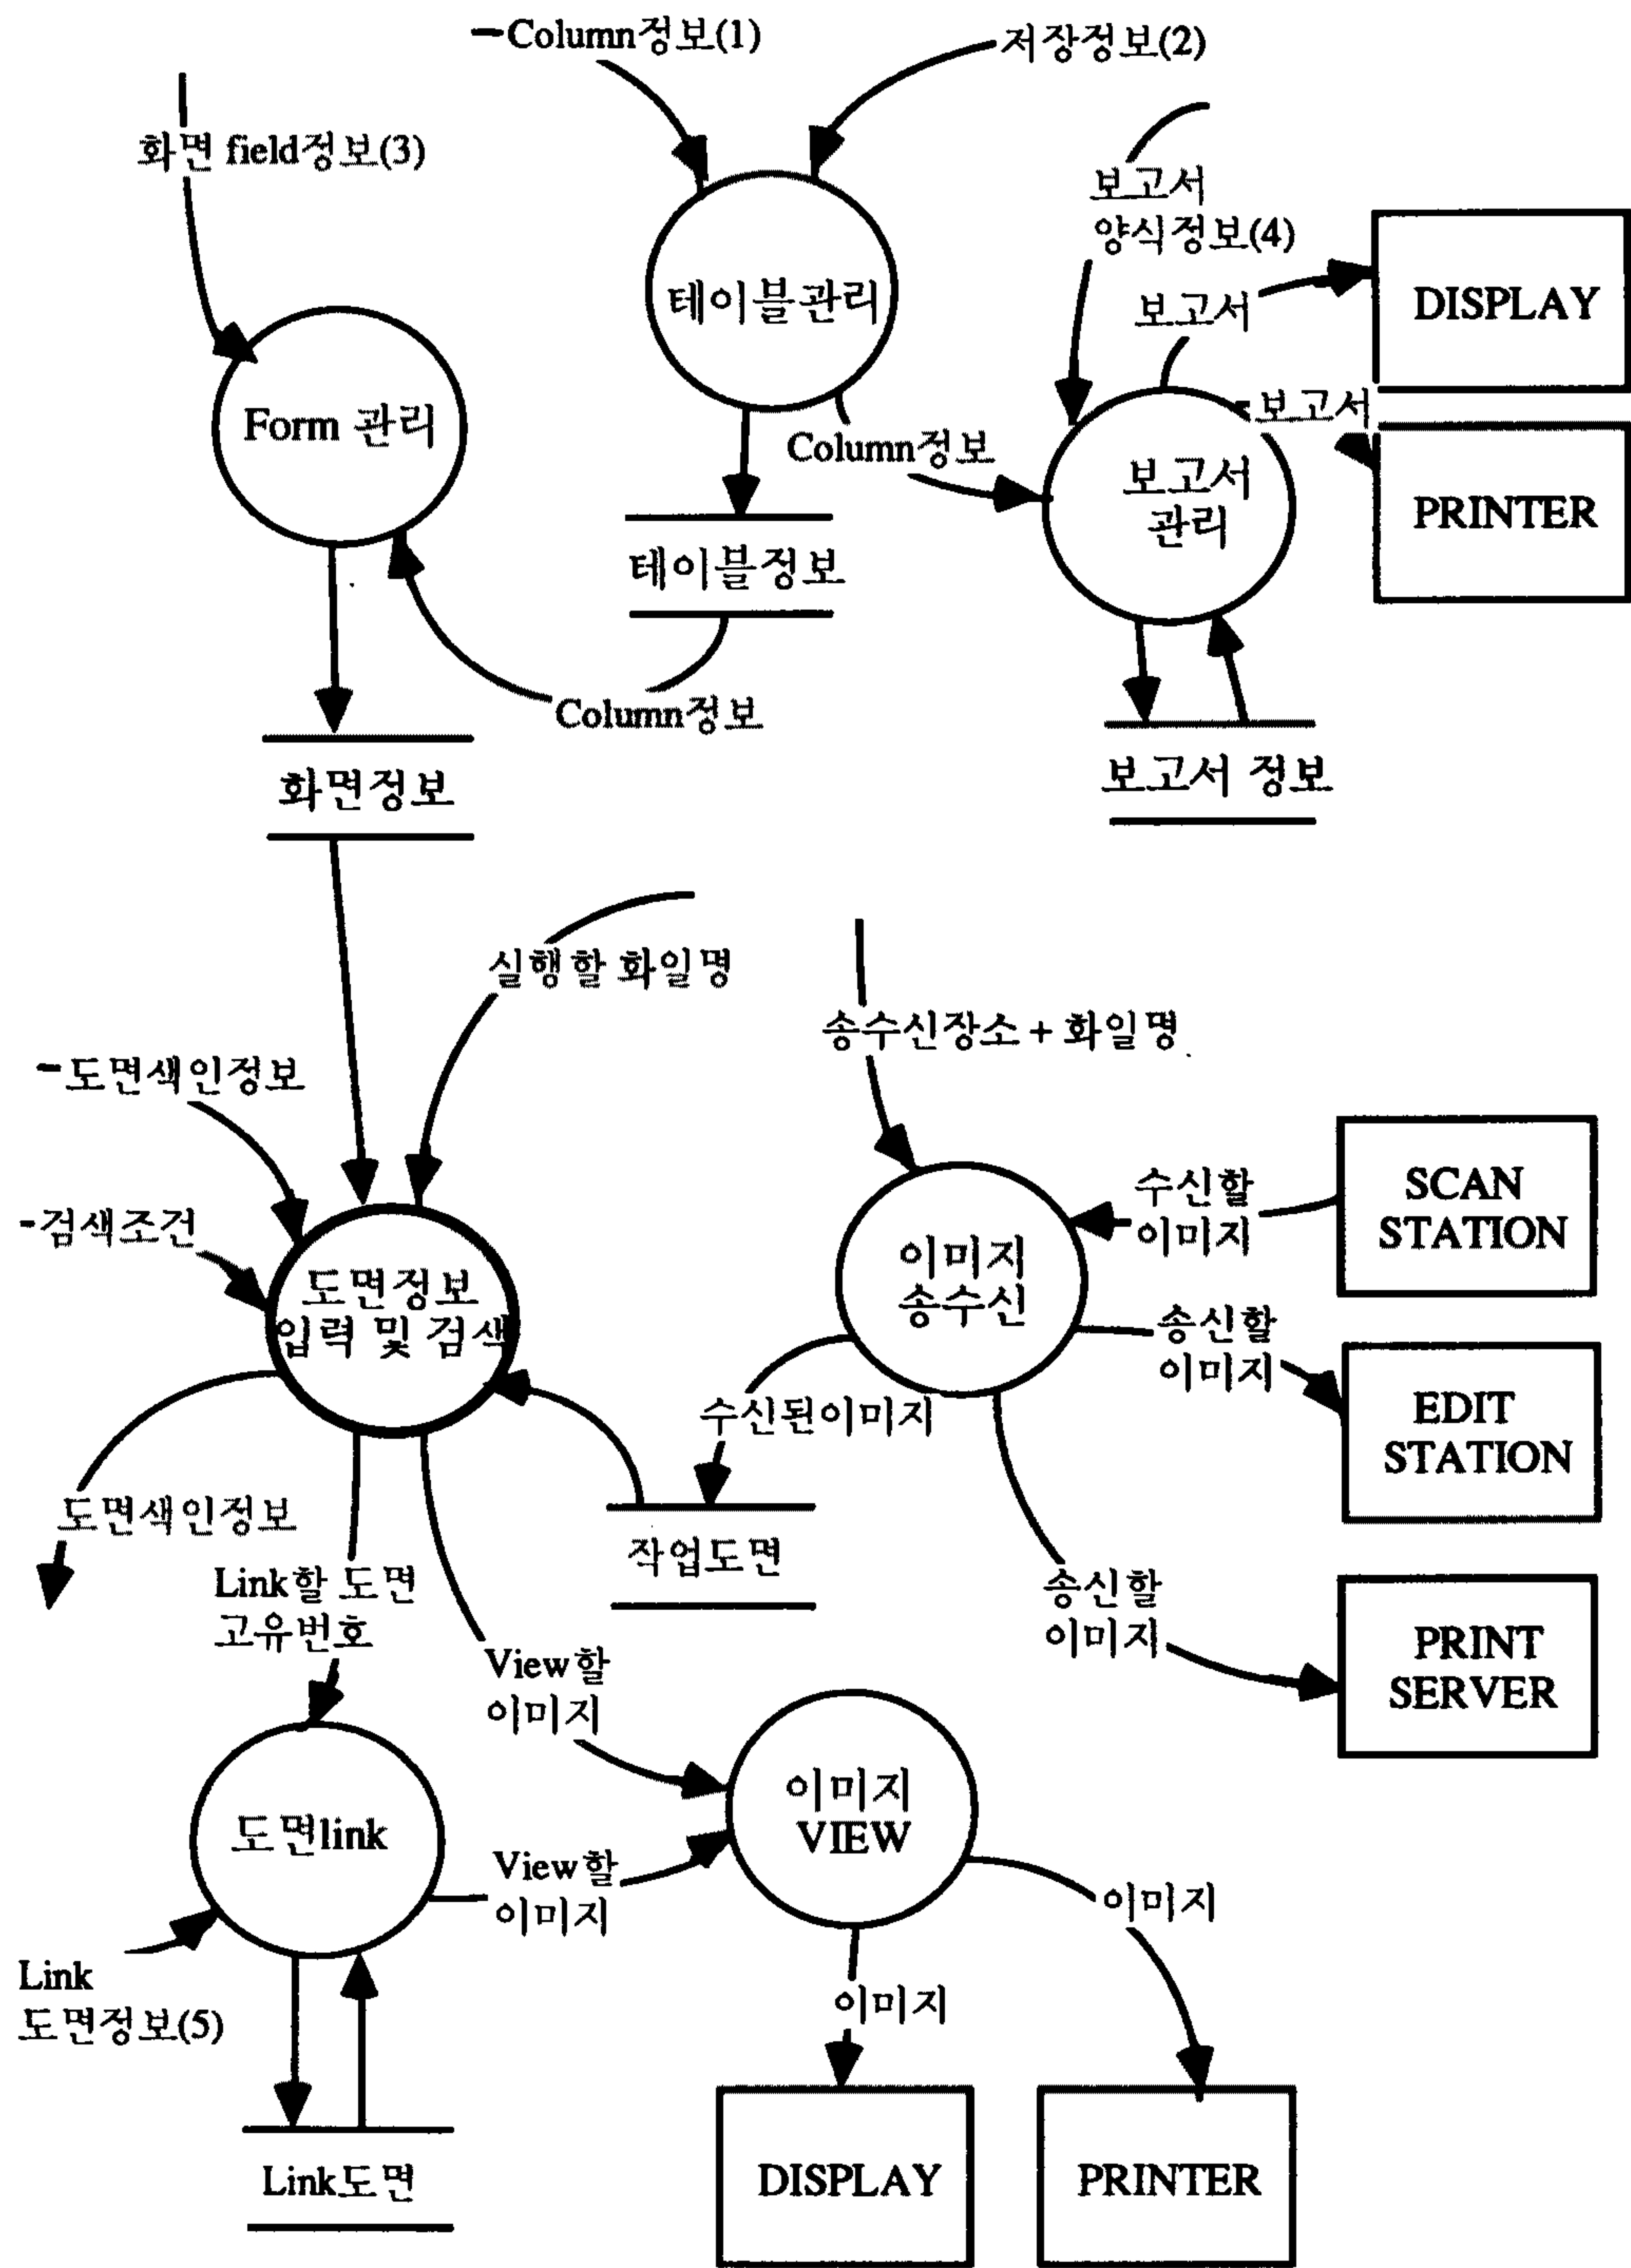 Column정보(1)
저장정보(2)
화면 field정보(3)
보고서
양식정보(4)
보고서
DISPLAY
테이블관리
Form 관리
보고서
Column정보
보고서
관리
PRINTER
테이블정보
Column정보
화면정보
보고서 정보
실행할 화일명
송수신장소 + 화일명
-도면색인정보
-검색조건
수신할
이미지
SCAN
STATION
이미지
송수신
도면정보
입력 및 검색
송신할
이미지
EDIT
STATION
수신된이미지
도면색인정보
작업도면
Link할 도면
고유번호
송신할
이미지
PRINT
SERVER
View할
이미지
이미지
VIEW
도면link
View할
이미지
이미지
Link
도면정보(5)
이미지
Link도면
DISPLAY
PRINTER